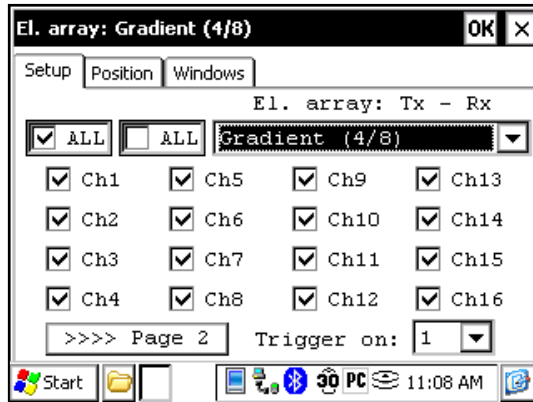 El. array: Gradient (4/8) OK ×
Setup Position Windows
El. array: Tx - Rx
ALL ALL Gradient (4/8)
Ch1 Ch5 Ch9 Ch13
Ch2 Ch6 Ch10 Ch14
Ch3 Ch7 Ch11 Ch15
Ch4 Ch8 Ch12 Ch16
>>>> Page 2 Trigger on: 1
Start 30 PC 11:08 AM